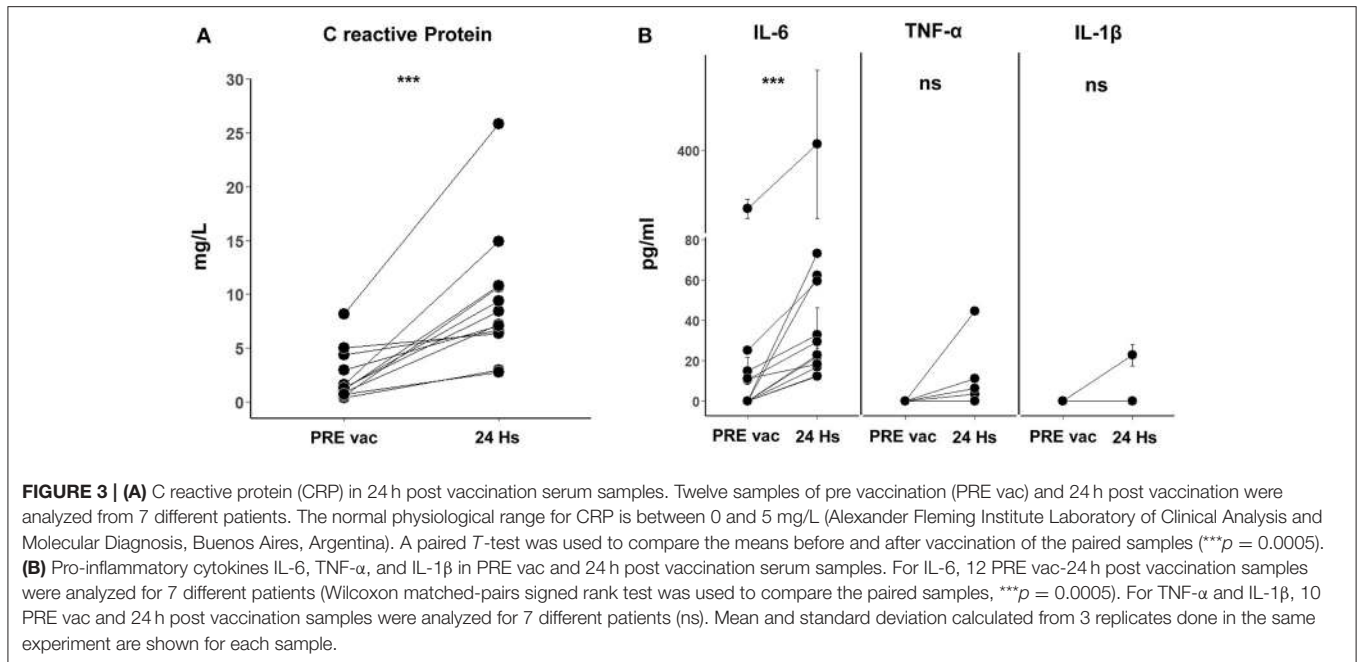 A
C reactive Protein
***
mg/L
30
25
20
15
10
5
0
PRE vac 24 Hs
B
IL-6 TNF-α IL-1β
*** ns ns
pg/ml
400
80
60
40
20
0
PRE vac 24 Hs PRE vac 24 Hs PRE vac 24 Hs
FIGURE 3 | (A) C reactive protein (CRP) in 24 h post vaccination serum samples. Twelve samples of pre vaccination (PRE vac) and 24 h post vaccination were
analyzed from 7 different patients. The normal physiological range for CRP is between 0 and 5 mg/L (Alexander Fleming Institute Laboratory of Clinical Analysis and
Molecular Diagnosis, Buenos Aires, Argentina). A paired T-test was used to compare the means before and after vaccination of the paired samples (***p = 0.0005).
(B) Pro-inflammatory cytokines IL-6, TNF-α, and IL-1β in PRE vac and 24 h post vaccination serum samples. For IL-6, 12 PRE vac-24 h post vaccination samples
were analyzed for 7 different patients (Wilcoxon matched-pairs signed rank test was used to compare the paired samples, ***p = 0.0005). For TNF-α and IL-1β, 10
PRE vac and 24 h post vaccination samples were analyzed for 7 different patients (ns). Mean and standard deviation calculated from 3 replicates done in the same
experiment are shown for each sample.